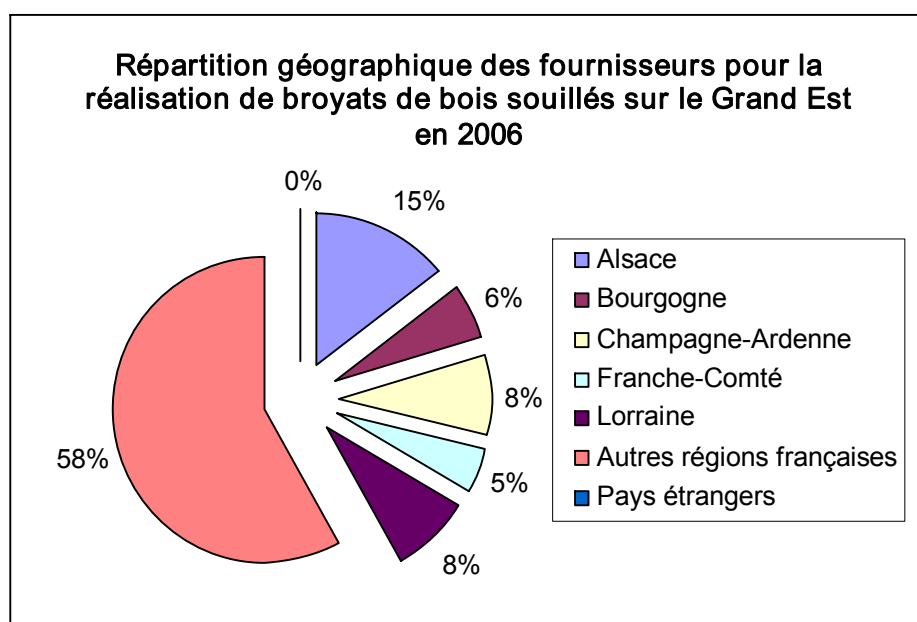 Répartition géographique des fournisseurs pour la
réalisation de broyats de bois souillés sur le Grand Est
en 2006
0%
15%
6%
8%
5%
8%
58%
Alsace
Bourgogne
Champagne-Ardenne
Franche-Comté
Lorraine
Autres régions françaises
Pays étrangers